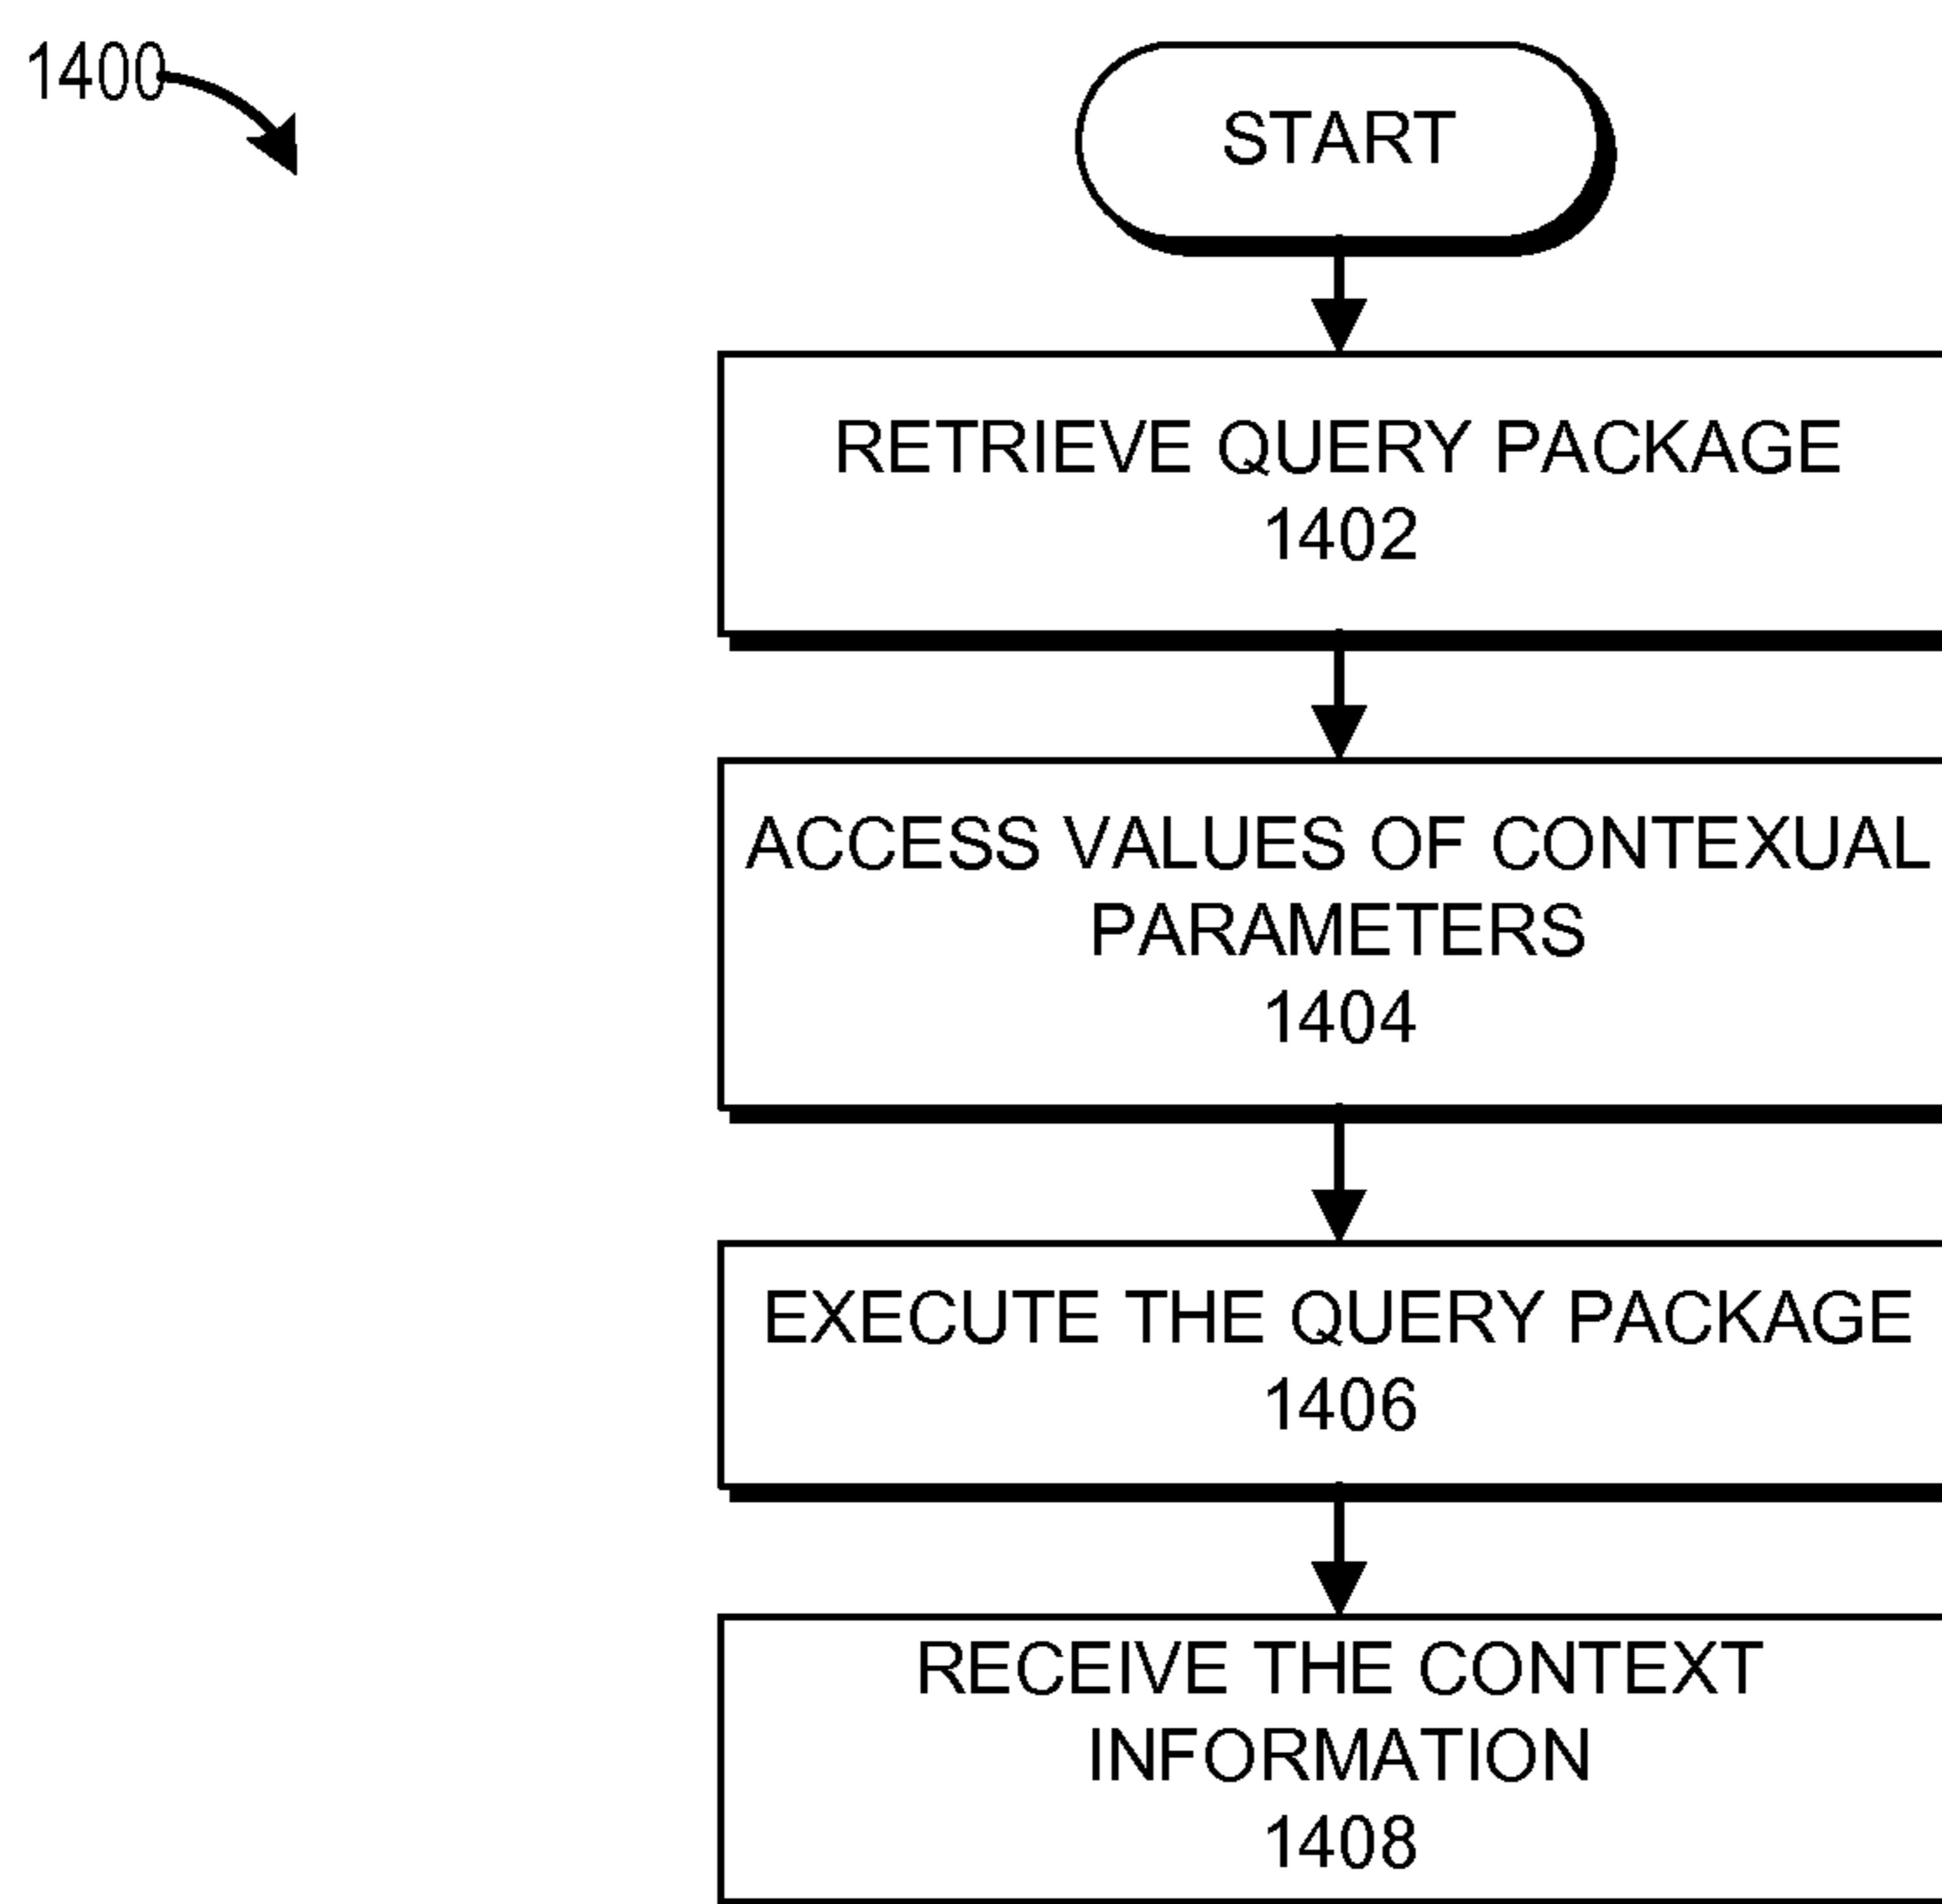 1400
START
RETRIEVE QUERY PACKAGE
1402
ACCESS VALUES OF CONTEXUAL
PARAMETERS
1404
EXECUTE THE QUERY PACKAGE
1406
RECEIVE THE CONTEXT
INFORMATION
1408